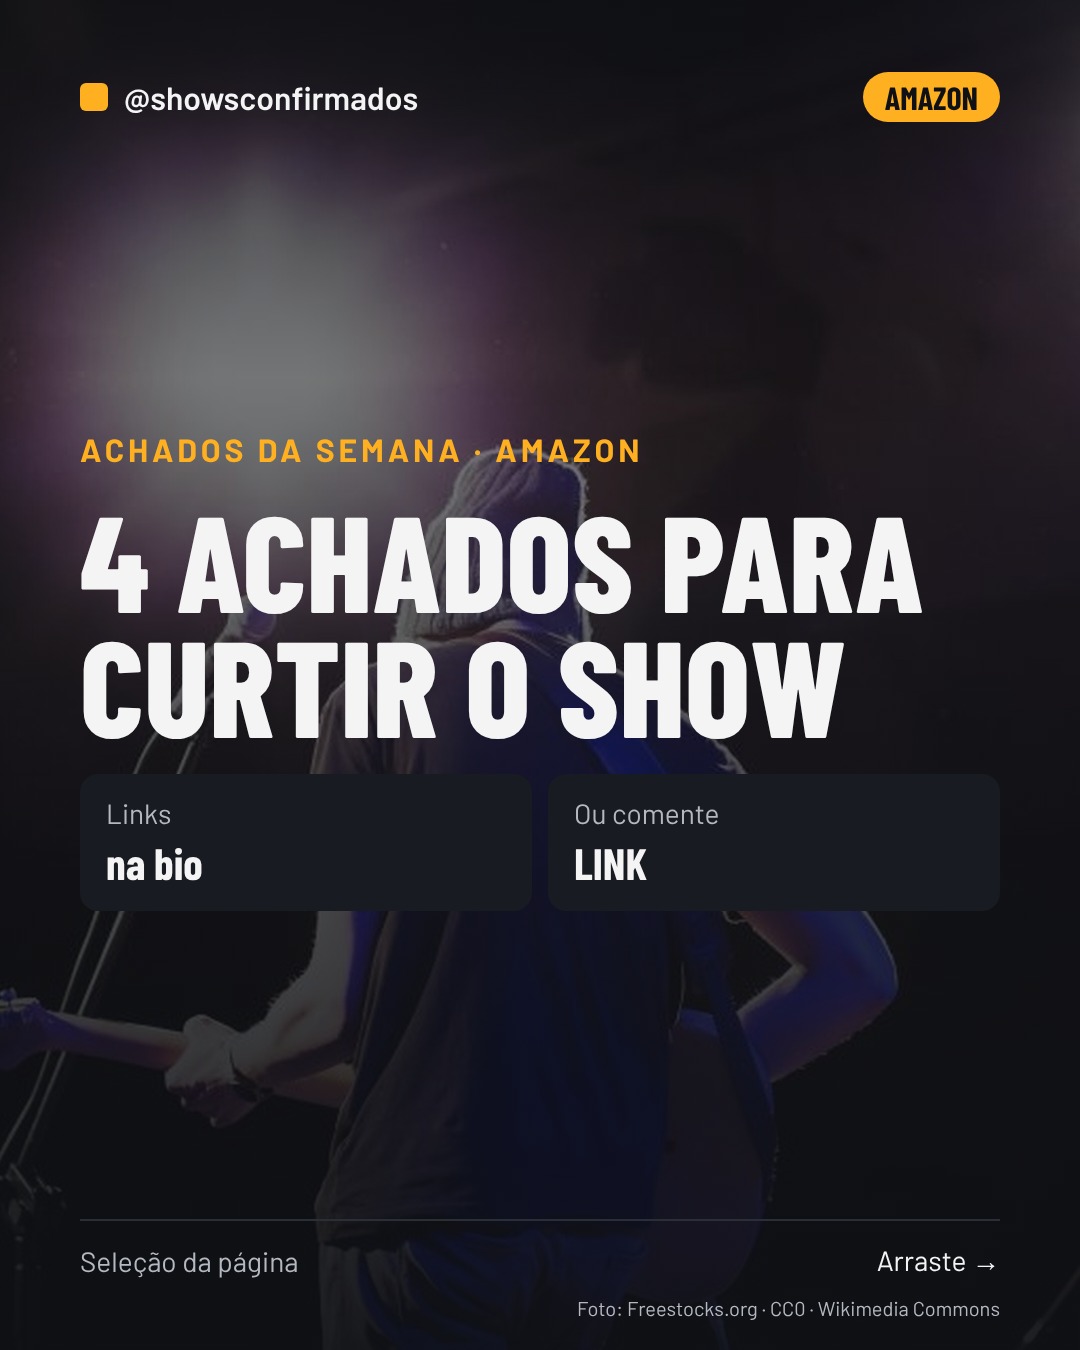 @showsconfirmados
AMAZON
ACHADOS DA SEMANA · AMAZON
4 ACHADOS PARA
CURTIR O SHOW
Links
na bio
Ou comente
LINK
Seleção da página
Arraste →
Foto: Freestocks.org · CC0 · Wikimedia Commons